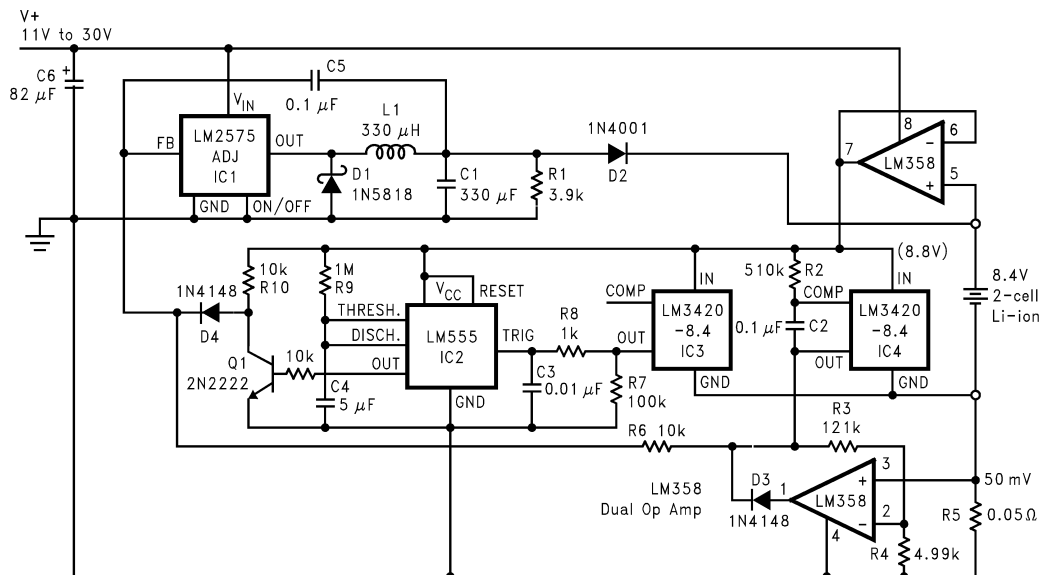 V+
11V to 30V
C6
+
82 μF
C5
0.1 μF
VIN
L1
330 μH
LM2575
ADJ
IC1
FB
OUT
GND
ON/OFF
D1
1N5818
C1
330 μF
R1
3.9k
1N4001
D2
8
7
6
5
LM358
−
+
(8.8V)
8.4V
2-cell
Li-ion
10k
R10
1M
R9
1N4148
D4
THRESH.
DISCH.
OUT
VCC
RESET
LM555
IC2
TRIG
GND
Q1
2N2222
10k
C4
5 μF
R8
1k
C3
0.01 μF
R7
100k
COMP
OUT
IN
LM3420
-8.4
IC3
GND
510k
R2
0.1 μF
C2
COMP
OUT
IN
LM3420
-8.4
IC4
GND
R6 10k
R3
121k
LM358
Dual Op Amp
D3
1N4148
1
LM358
+
−
3
2
4
50 mV
R5
0.05Ω
R4
4.99k